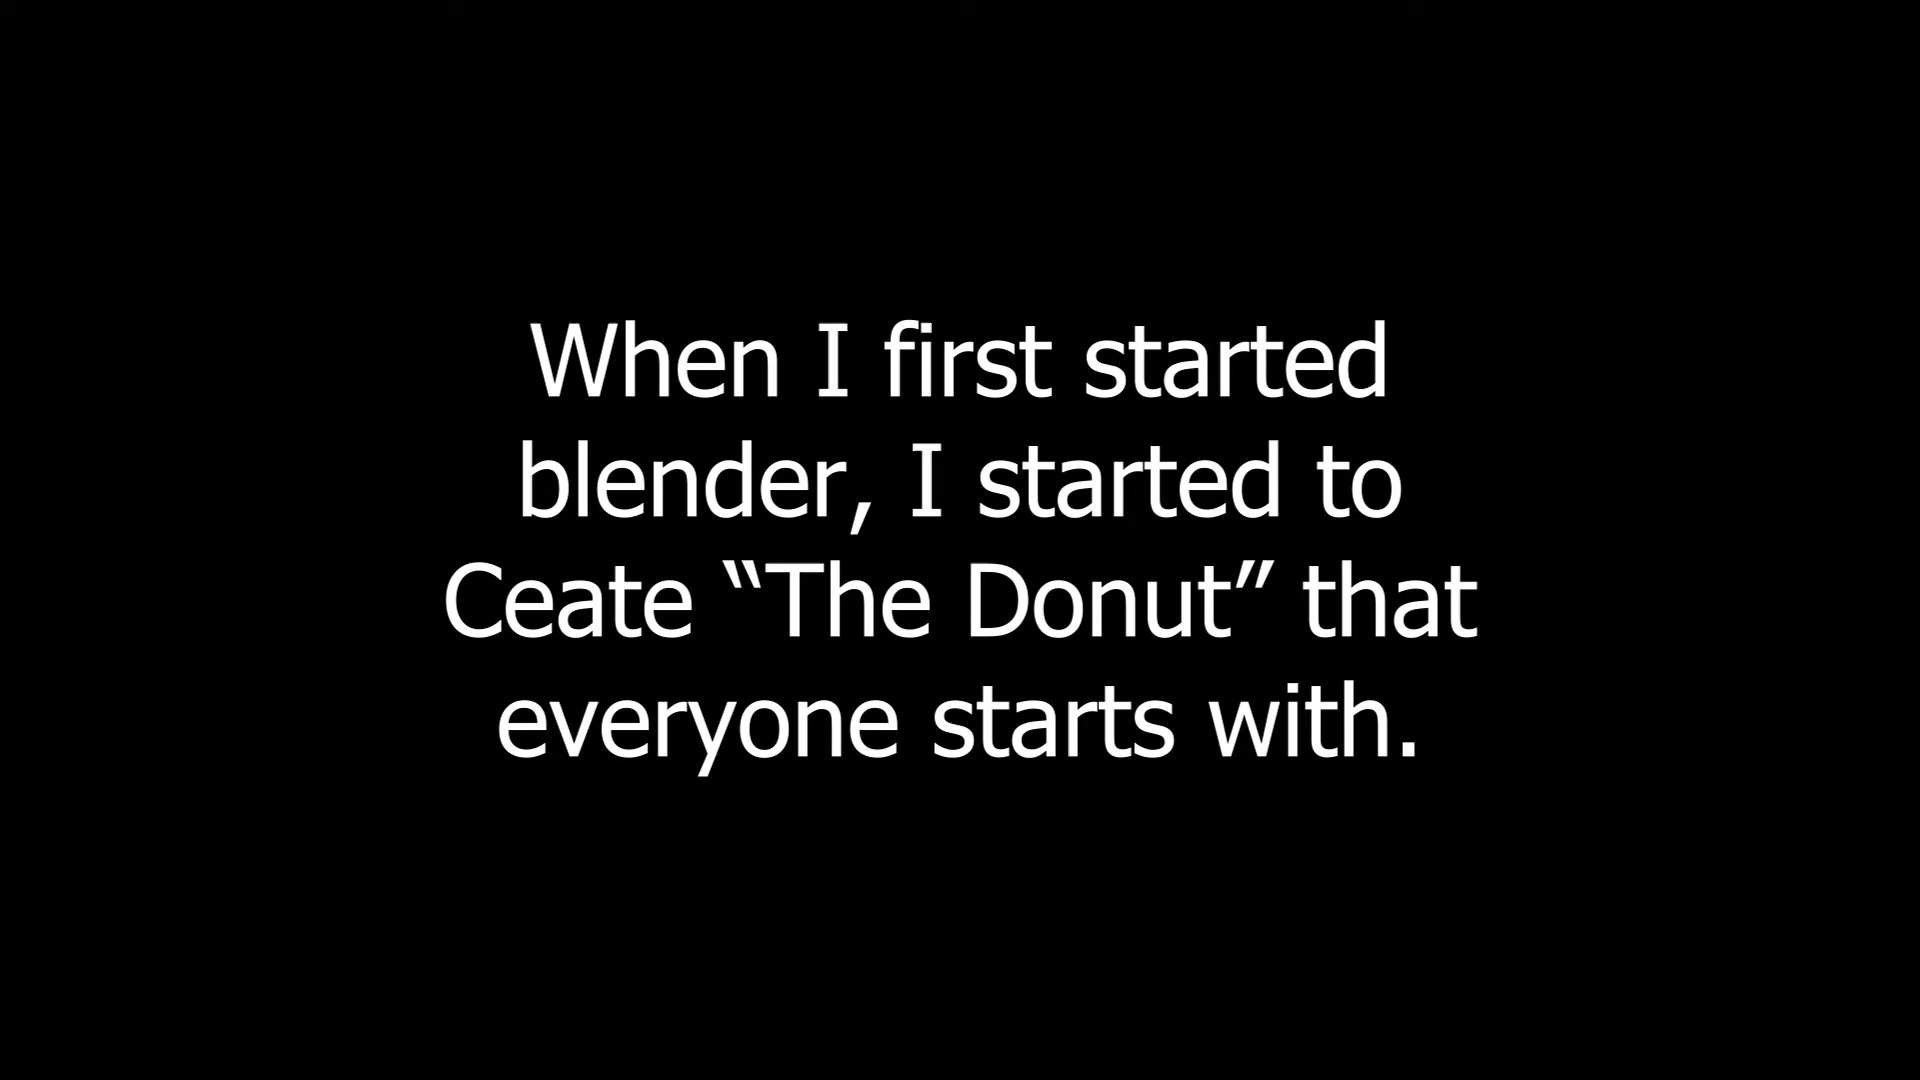 When I first started
blender, I started to
Ceate “The Donut” that
everyone starts with.